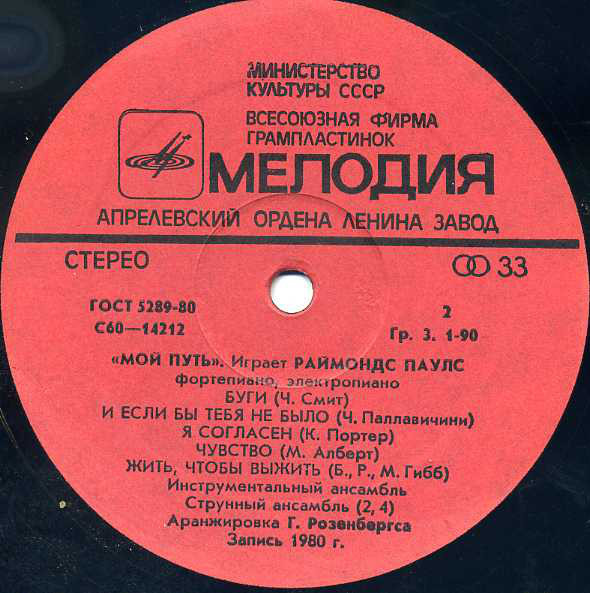 МИНИСТЕРСТВО
КУЛЬТУРЫ СССР
ВСЕСОЮЗНАЯ ФИРМА
ГРАМПЛАСТИНОК
МЕЛОДИЯ
АПРЕЛЕВСКИЙ ОРДЕНА ЛЕНИНА ЗАВОД
СТЕРЕО
33
ГОСТ 5289-80
С60—14212
2
Гр. 3. 1-90
«МОЙ ПУТЬ». Играет РАЙМОНДС ПАУЛС
фортепиано, электропиано
БУГИ (Ч. Смит)
И ЕСЛИ БЫ ТЕБЯ НЕ БЫЛО (Ч. Паллавичини)
Я СОГЛАСЕН (К. Портер)
ЧУВСТВО (М. Алберт)
ЖИТЬ, ЧТОБЫ ВЫЖИТЬ (Б., Р., М. Гибб)
Инструментальный ансамбль
Струнный ансамбль (2, 4)
Аранжировка Г. Розенбергса
Запись 1980 г.